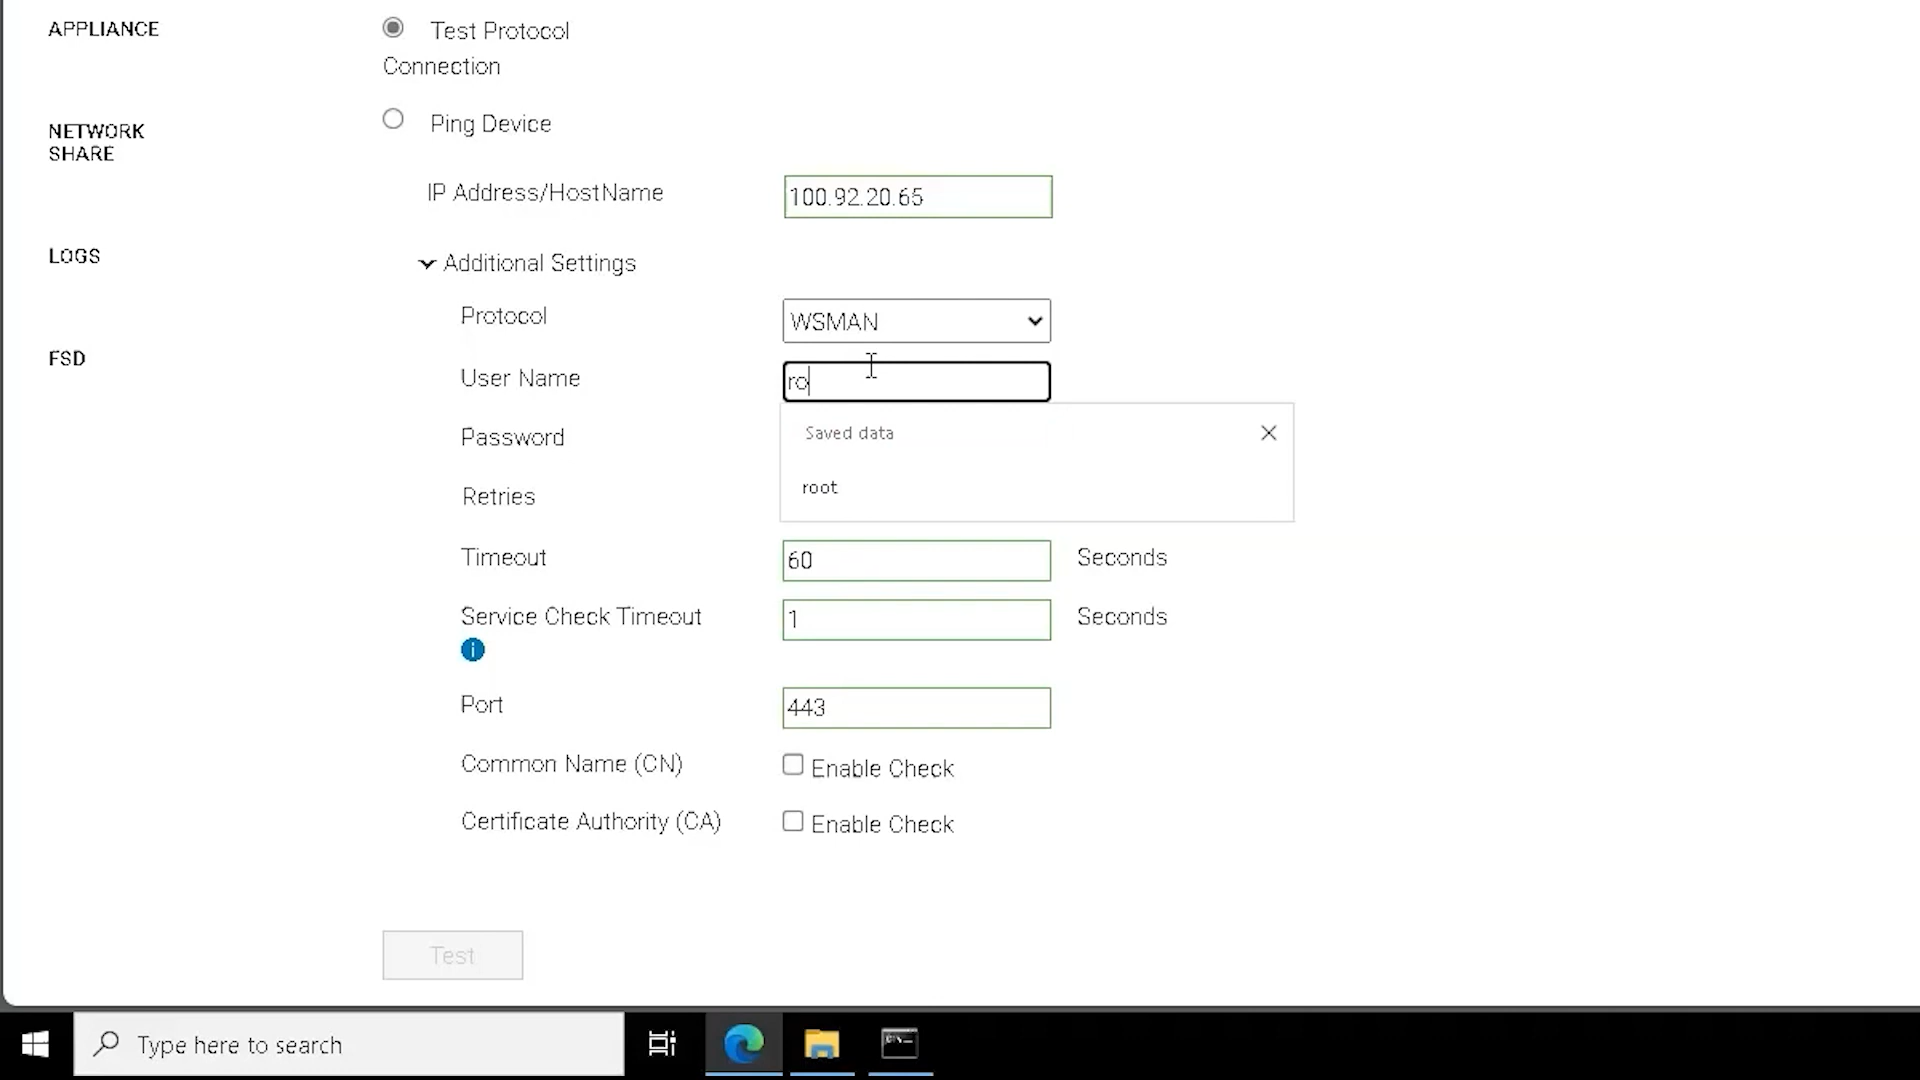 APPLIANCE
Test Protocol
Connection
Ping Device
NETWORK
SHARE
IP Address/HostName
100.92.20.65
LOGS
Additional Settings
Protocol
WSMAN
FSD
User Name
ro
Saved data
Password
root
Retries
Timeout
60
Seconds
Service Check Timeout
1
Seconds
i
Port
443
Common Name (CN)
Enable Check
Certificate Authority (CA)
Enable Check
Test
Type here to search